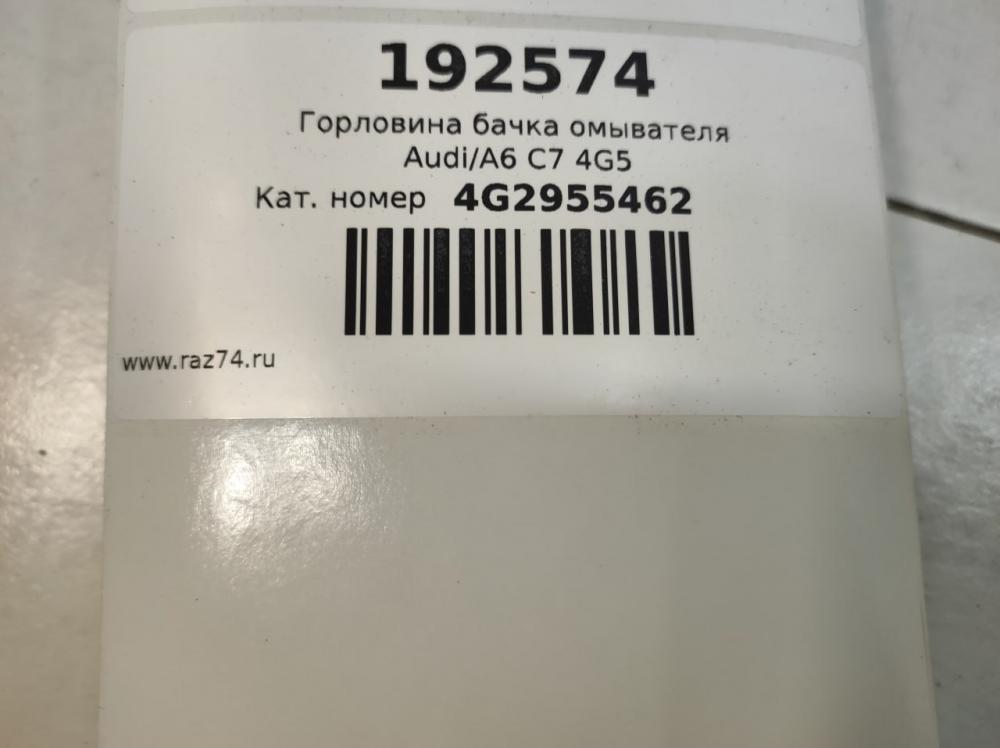 192574
Горловина бачка омывателя
Audi/A6 C7 4G5
Кат. номер 4G2955462
www.raz74.ru